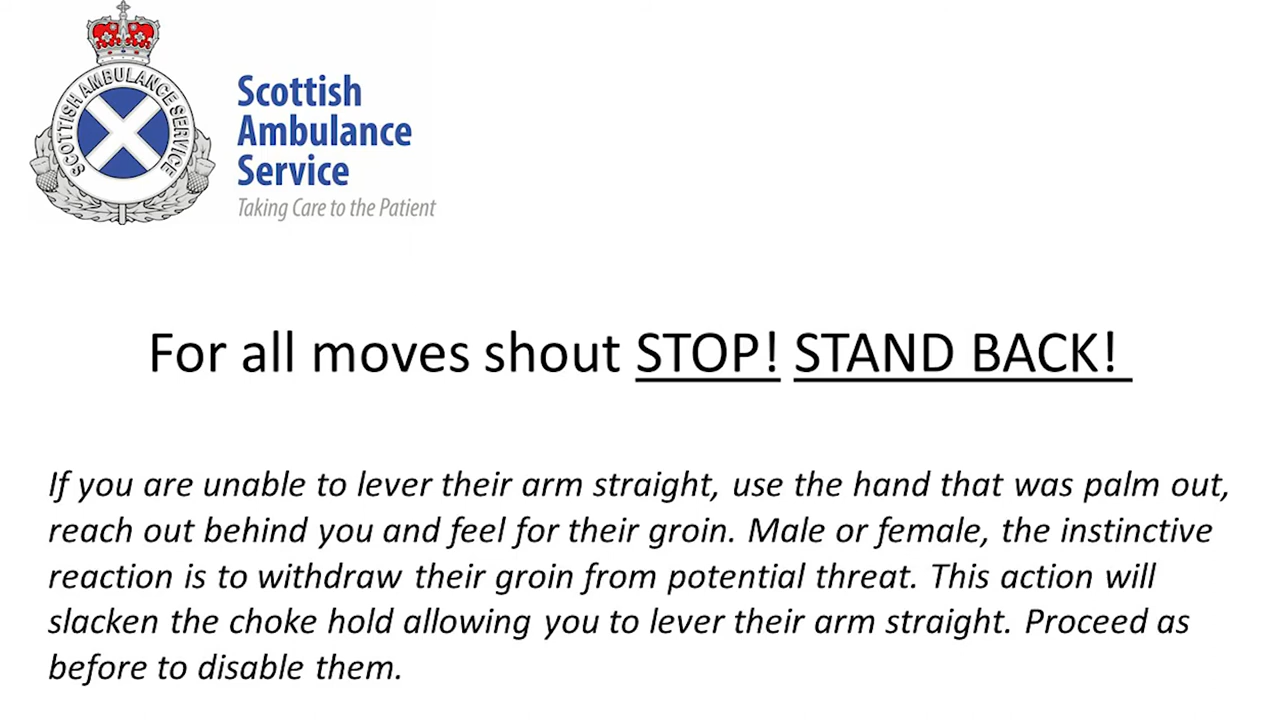 SCOTTISH AMBULANCE SERVICE
Scottish
Ambulance
Service
Taking Care to the Patient
For all moves shout STOP! STAND BACK!
If you are unable to lever their arm straight, use the hand that was palm out,
reach out behind you and feel for their groin. Male or female, the instinctive
reaction is to withdraw their groin from potential threat. This action will
slacken the choke hold allowing you to lever their arm straight. Proceed as
before to disable them.